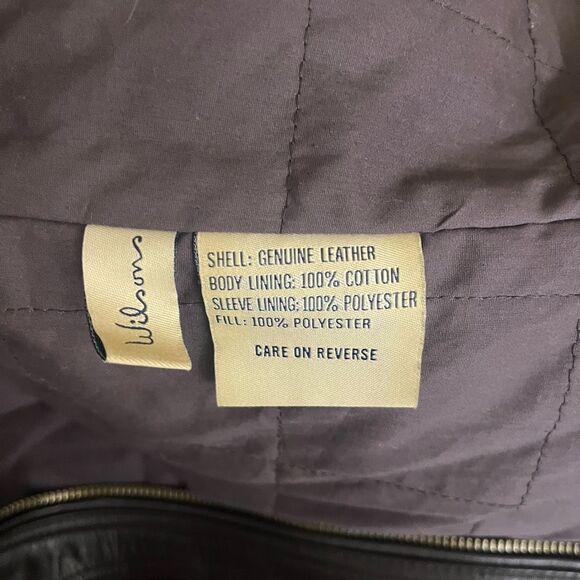 Wilsons
SHELL: GENUINE LEATHER
BODY LINING: 100% COTTON
SLEEVE LINING: 100% POLYESTER
FILL: 100% POLYESTER
CARE ON REVERSE